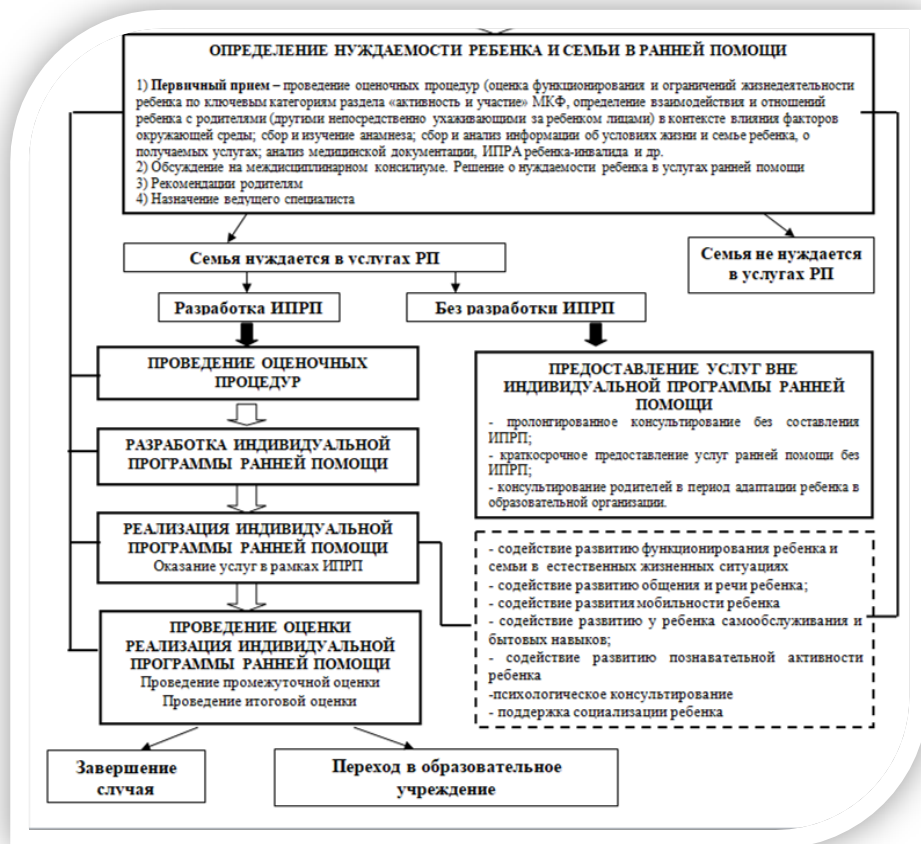 ОПРЕДЕЛЕНИЕ НУЖДАЕМОСТИ РЕБЕНКА И СЕМЬИ В РАННЕЙ ПОМОЩИ
1) Первичный прием – проведение оценочных процедур (оценка функционирования и ограничений жизнедеятельности
ребенка по ключевым категориям раздела «активность и участие» МКФ, определение взаимодействия и отношений
ребенка с родителями (другими непосредственно ухаживающими за ребенком лицами) в контексте влияния факторов
окружающей среды; сбор и изучение анамнеза; сбор и анализ информации об условиях жизни и семье ребенка, о
получаемых услугах; анализ медицинской документации, ИПРА ребенка-инвалида и др.
2) Обсуждение на междисциплинарном консилиуме. Решение о нуждаемости ребенка в услугах ранней помощи
3) Рекомендации родителям
4) Назначение ведущего специалиста
Семья нуждается в услугах РП
Семья не нуждается
в услугах РП
Разработка ИПРП
Без разработки ИПРП
ПРОВЕДЕНИЕ ОЦЕНОЧНЫХ
ПРОЦЕДУР
РАЗРАБОТКА ИНДИВИДУАЛЬНОЙ
ПРОГРАММЫ РАННЕЙ ПОМОЩИ
РЕАЛИЗАЦИЯ ИНДИВИДУАЛЬНОЙ
ПРОГРАММЫ РАННЕЙ ПОМОЩИ
Оказание услуг в рамках ИПРП
ПРОВЕДЕНИЕ ОЦЕНКИ
РЕАЛИЗАЦИЯ ИНДИВИДУАЛЬНОЙ
ПРОГРАММЫ РАННЕЙ ПОМОЩИ
Проведение промежуточной оценки
Проведение итоговой оценки
ПРЕДОСТАВЛЕНИЕ УСЛУГ ВНЕ
ИНДИВИДУАЛЬНОЙ ПРОГРАММЫ РАННЕЙ
ПОМОЩИ
- пролонгированное консультирование без составления
ИПРП;
- краткосрочное предоставление услуг ранней помощи без
ИПРП;
- консультирование родителей в период адаптации ребенка в
образовательной организации.
- содействие развитию функционирования ребенка и
семьи в естественных жизненных ситуациях
- содействие развитию общения и речи ребенка;
- содействие развития мобильности ребенка
- содействие развитию у ребенка самообслуживания и
бытовых навыков;
- содействие развитию познавательной активности
ребенка
-психологическое консультирование
- поддержка социализации ребенка
Завершение
случая
Переход в образовательное
учреждение